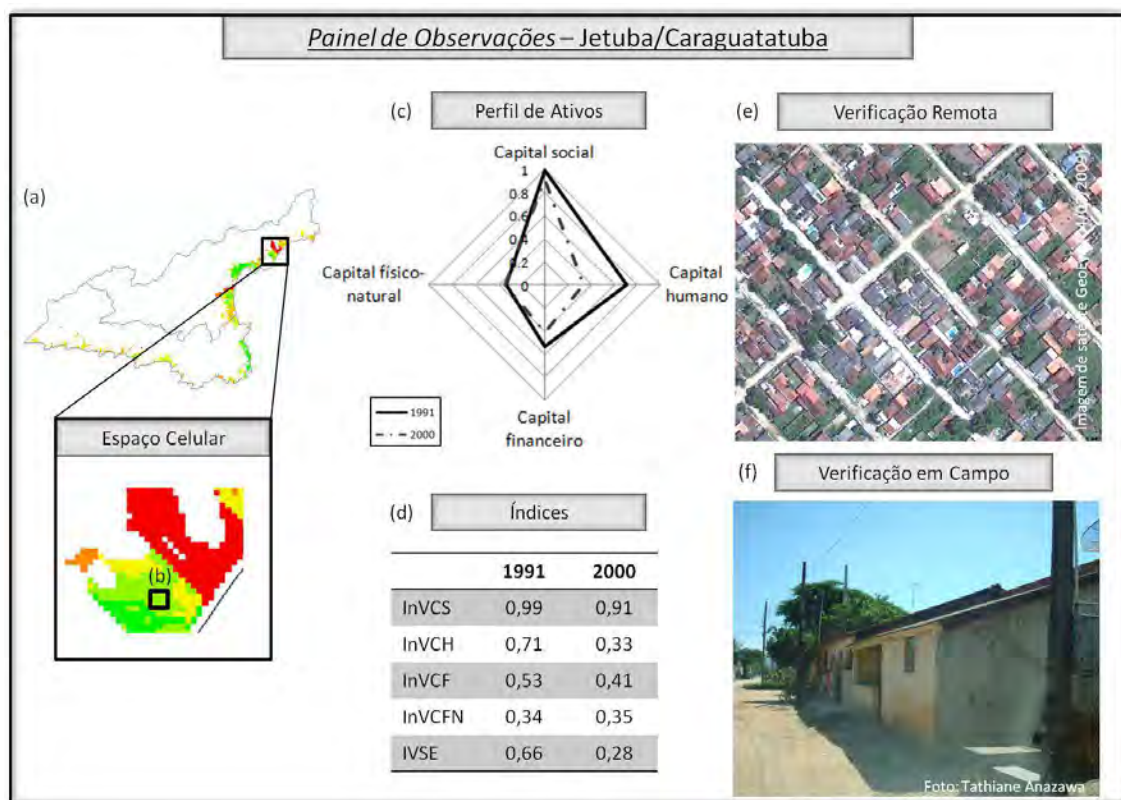 Painel de Observações – Jetuba/Caraguatatuba
(a)
Espaço Celular
(b)
(c) Perfil de Ativos
Capital social
1
0.8
0.6
0.4
0.2
0
Capital físico-
natural
Capital
humano
Capital
financeiro
1991
2000
(d) Índices
1991 2000
InVCS 0,99 0,91
InVCH 0,71 0,33
InVCF 0,53 0,41
InVCFN 0,34 0,35
IVSE 0,66 0,28
(e) Verificação Remota
Imagem de satélite
(f) Verificação em Campo
Foto: Tathiane Anazawa